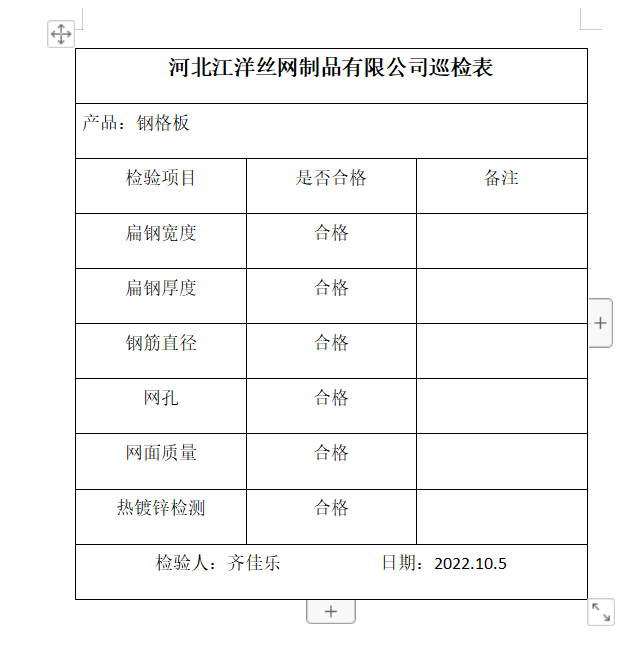 河北江洋丝网制品有限公司巡检表
产品：钢格板
检验项目 是否合格 备注
扁钢宽度 合格
扁钢厚度 合格
钢筋直径 合格
网孔 合格
网面质量 合格
热镀锌检测 合格
检验人：齐佳乐 日期：2022.10.5